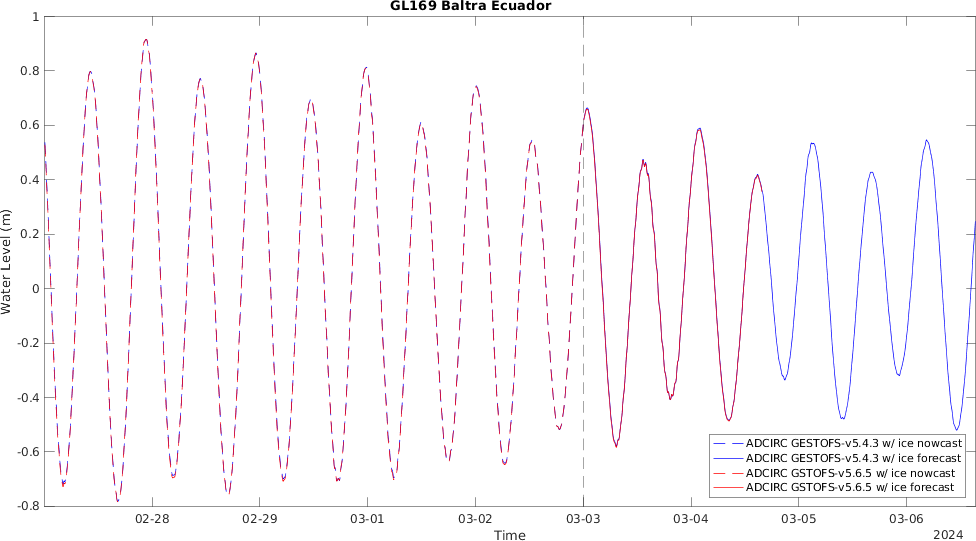 GL169 Baltra Ecuador
1
0.8
0.6
0.4
0.2
0
-0.2
-0.4
-0.6
-0.8
Water Level (m)
ADCIRC GESTOFS-v5.4.3 w/ ice nowcast
ADCIRC GESTOFS-v5.4.3 w/ ice forecast
ADCIRC GSTOFS-v5.6.5 w/ ice nowcast
ADCIRC GSTOFS-v5.6.5 w/ ice forecast
02-28 02-29 03-01 03-02 03-03 03-04 03-05 03-06
Time
2024